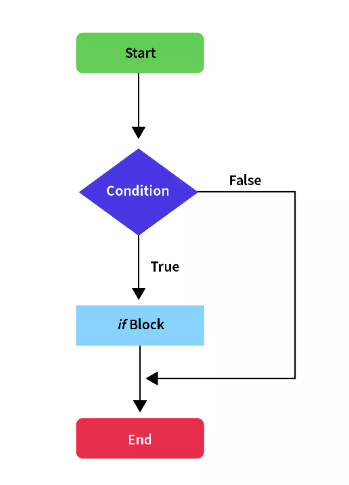 Start
Condition
False
True
if Block
End